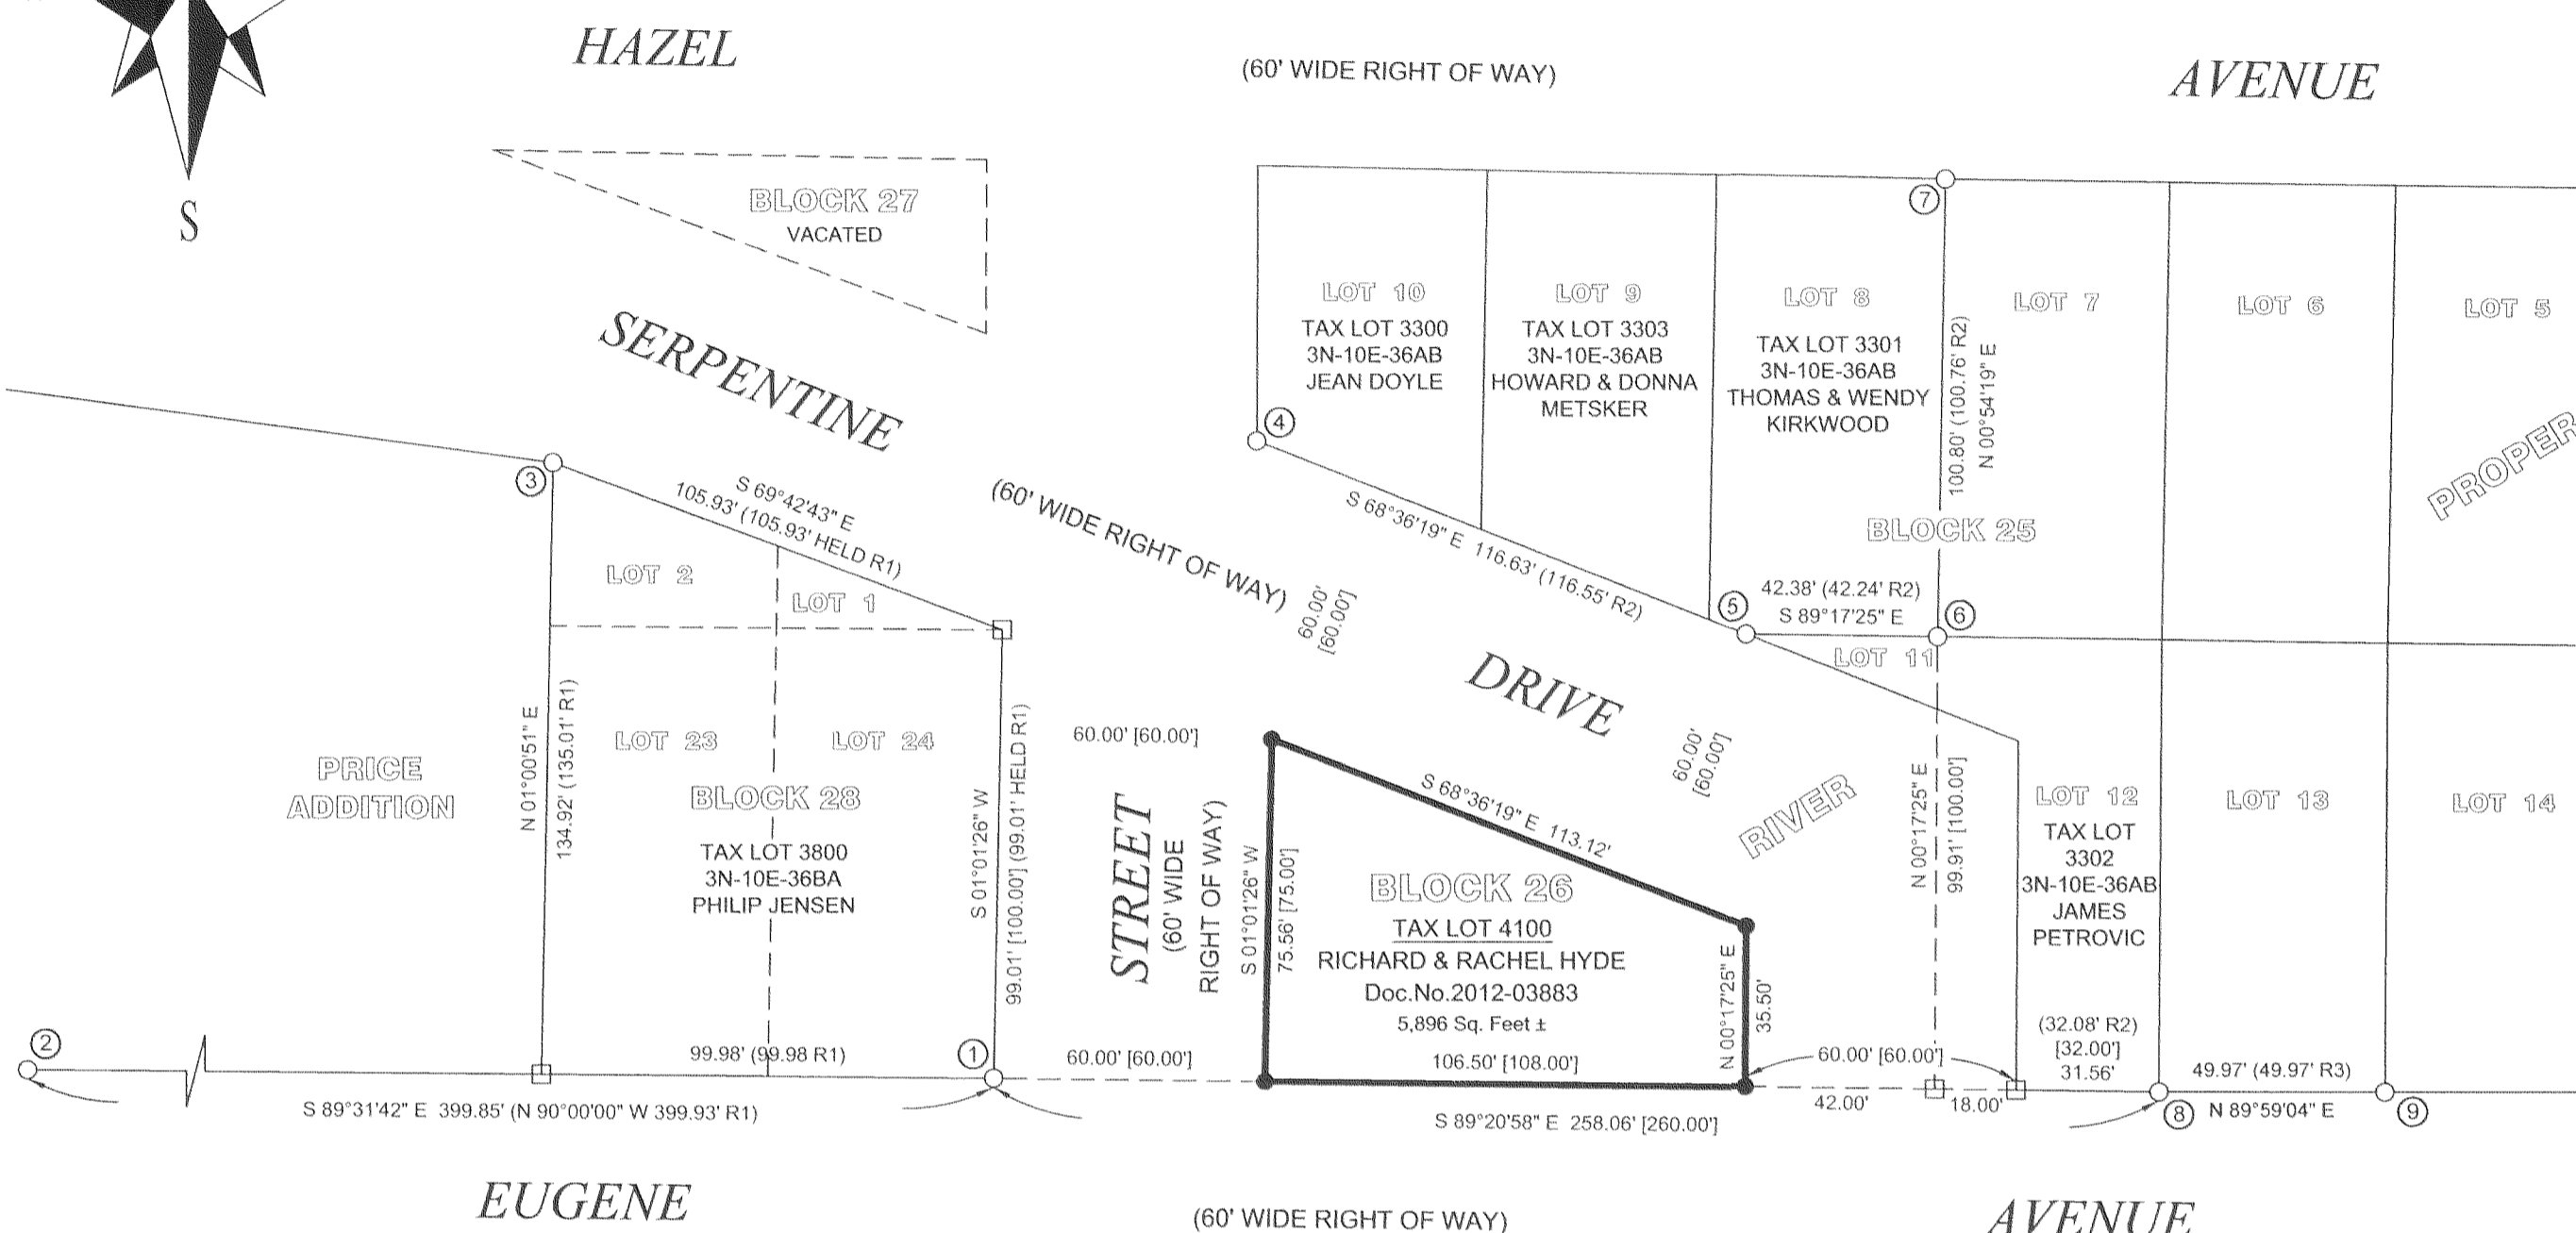 HAZEL
(60' WIDE RIGHT OF WAY)
AVENUE
S
BLOCK 27
VACATED
SERPENTINE
(60' WIDE RIGHT OF WAY)
DRIVE
60.00'
[60.00']
60.00'
[60.00']
7
LOT 10
TAX LOT 3300
3N-10E-36AB
JEAN DOYLE
LOT 9
TAX LOT 3303
3N-10E-36AB
HOWARD & DONNA
METSKER
LOT 8
TAX LOT 3301
3N-10E-36AB
THOMAS & WENDY
KIRKWOOD
100.80' (100.76' R2)
N 00°54'19" E
LOT 7
LOT 6
LOT 5
PROPER
BLOCK 25
4
S 68°36'19" E 116.63' (116.55' R2)
5
42.38' (42.24' R2)
S 89°17'25" E
6
LOT 11
3
S 69°42'43" E
105.93' (105.93' HELD R1)
LOT 2
LOT 1
N 01°00'51" E
134.92' (135.01' R1)
LOT 23
LOT 24
PRICE
ADDITION
BLOCK 28
TAX LOT 3800
3N-10E-36BA
PHILIP JENSEN
S 01°01'26" W
99.01' [100.00'] (99.01' HELD R1)
60.00' [60.00']
STREET
(60' WIDE
RIGHT OF WAY)
S 01°01'26" W
75.56' [75.00']
S 68°36'19" E 113.12'
BLOCK 26
TAX LOT 4100
RICHARD & RACHEL HYDE
Doc.No.2012-03883
5,896 Sq. Feet ±
106.50' [108.00']
N 00°17'25" E
35.50'
RIVER
N 00°17'25" E
99.91' [100.00']
LOT 12
TAX LOT
3302
3N-10E-36AB
JAMES
PETROVIC
LOT 13
LOT 14
2
99.98' (99.98 R1)
1
60.00' [60.00']
60.00' [60.00']
(32.08' R2)
[32.00']
31.56'
49.97' (49.97' R3)
S 89°31'42" E 399.85' (N 90°00'00" W 399.93' R1)
S 89°20'58" E 258.06' [260.00']
42.00'
18.00'
8
N 89°59'04" E
9
EUGENE
(60' WIDE RIGHT OF WAY)
AVENUE